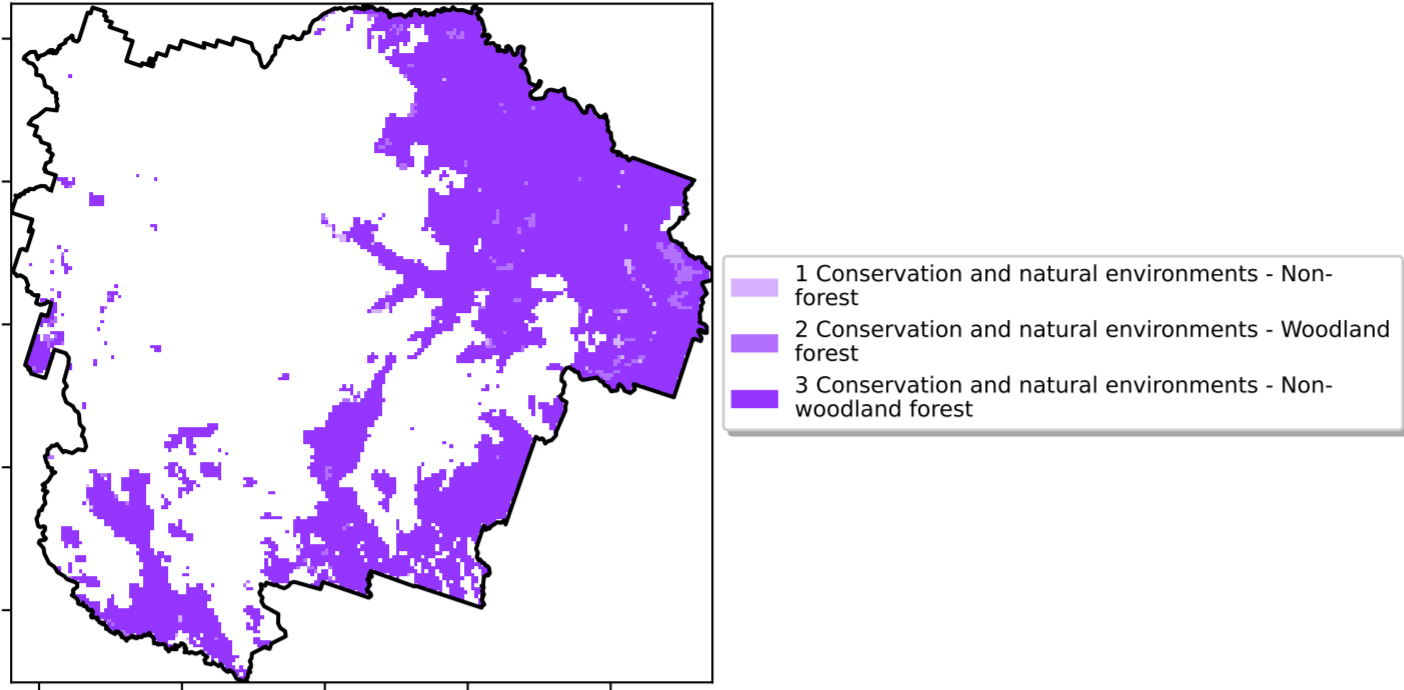 1 Conservation and natural environments - Non-
forest
2 Conservation and natural environments - Woodland
forest
3 Conservation and natural environments - Non-
woodland forest